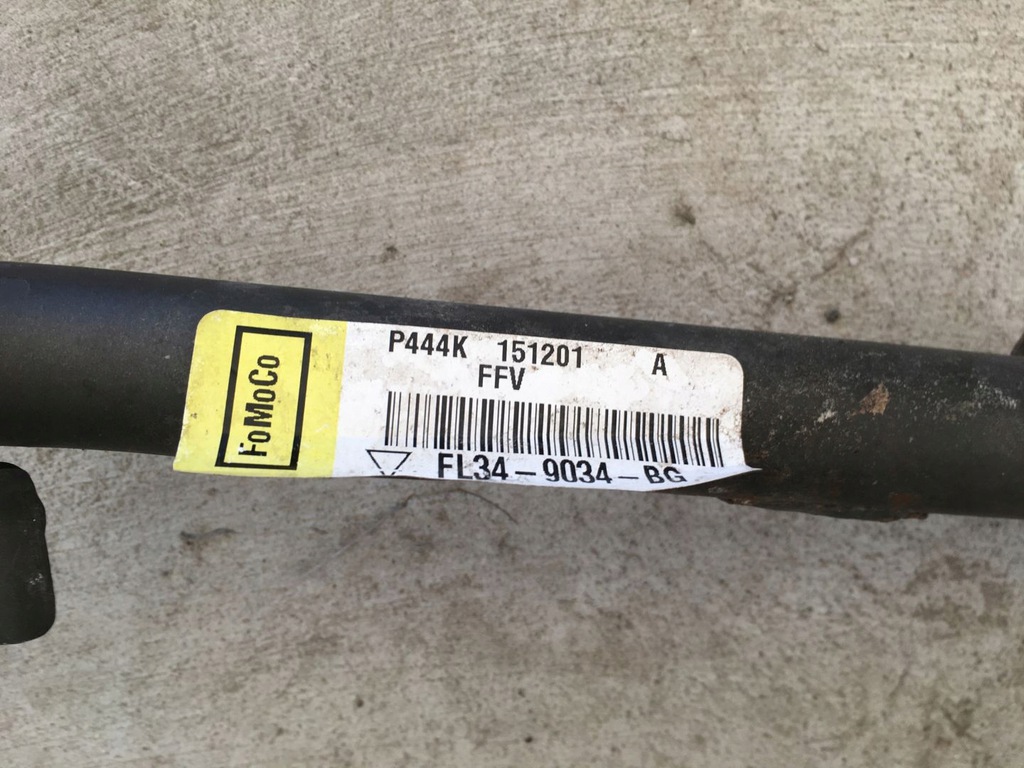 FoMoCo
P444K 151201 A
FFV
FL34-9034-BG